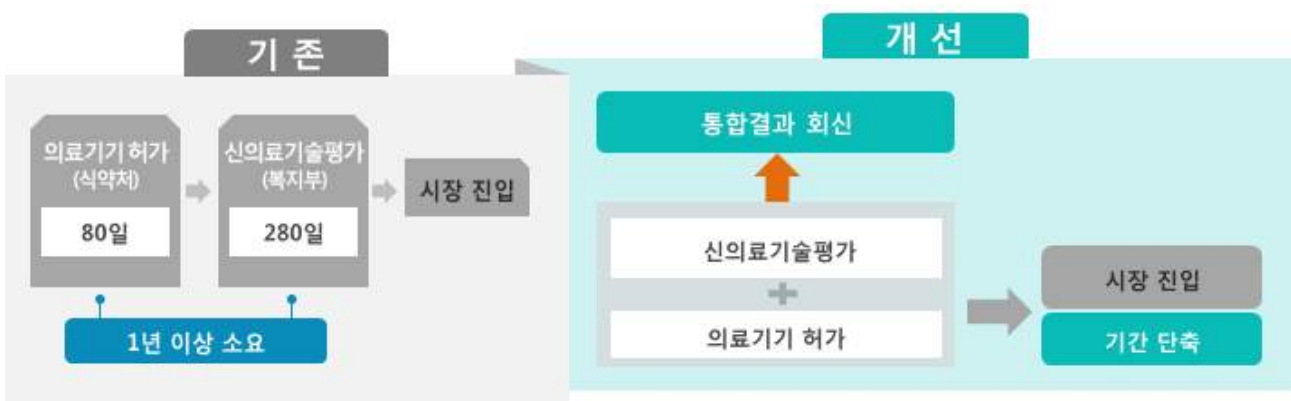 기 존
의료기기 허가
(식약처)
80일
신의료기술평가
(복지부)
280일
시장 진입
1년 이상 소요
개 선
통합결과 회신
신의료기술평가
+
의료기기 허가
시장 진입
기간 단축